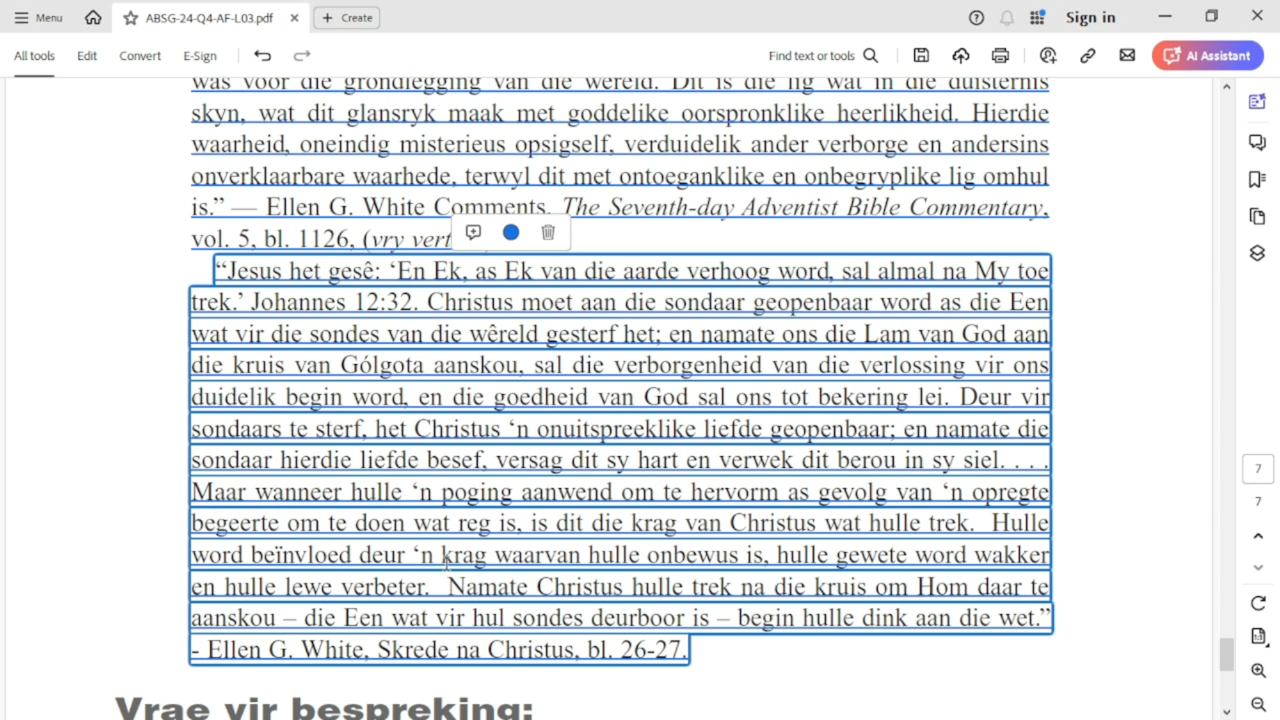 Menu
ABSG-24-Q4-AF-L03.pdf
Create
Sign in
All tools
Edit
Convert
E-Sign
Find text or tools
AI Assistant
was voor die grondlegging van die wêreld. Dit is die lig wat in die duisternis
skyn, wat dit glansryk maak met goddelike oorspronklike heerlikheid. Hierdie
waarheid, oneindig misterieus opsigself, verduidelik ander verborge en andersins
onverklaarbare waarhede, terwyl dit met ontoeganklike en onbegryplike lig omhul
is.” — Ellen G. White Comments, The Seventh-day Adventist Bible Commentary,
vol. 5, bl. 1126, (vry vert
“Jesus het gesê: ‘En Ek, as Ek van die aarde verhoog word, sal almal na My toe
trek.’ Johannes 12:32. Christus moet aan die sondaar geopenbaar word as die Een
wat vir die sondes van die wêreld gesterf het; en namate ons die Lam van God aan
die kruis van Gólgota aanskou, sal die verborgenheid van die verlossing vir ons
duidelik begin word, en die goedheid van God sal ons tot bekering lei. Deur vir
sondaars te sterf, het Christus ‘n onuitspreeklike liefde geopenbaar; en namate die
sondaar hierdie liefde besef, versag dit sy hart en verwek dit berou in sy siel. . . .
Maar wanneer hulle ‘n poging aanwend om te hervorm as gevolg van ‘n opregte
begeerte om te doen wat reg is, is dit die krag van Christus wat hulle trek.  Hulle
word beïnvloed deur ‘n krag waarvan hulle onbewus is, hulle gewete word wakker
en hulle lewe verbeter.  Namate Christus hulle trek na die kruis om Hom daar te
aanskou – die Een wat vir hul sondes deurboor is – begin hulle dink aan die wet.”
- Ellen G. White, Skrede na Christus, bl. 26-27.
Vrae vir bespreking:
7
7